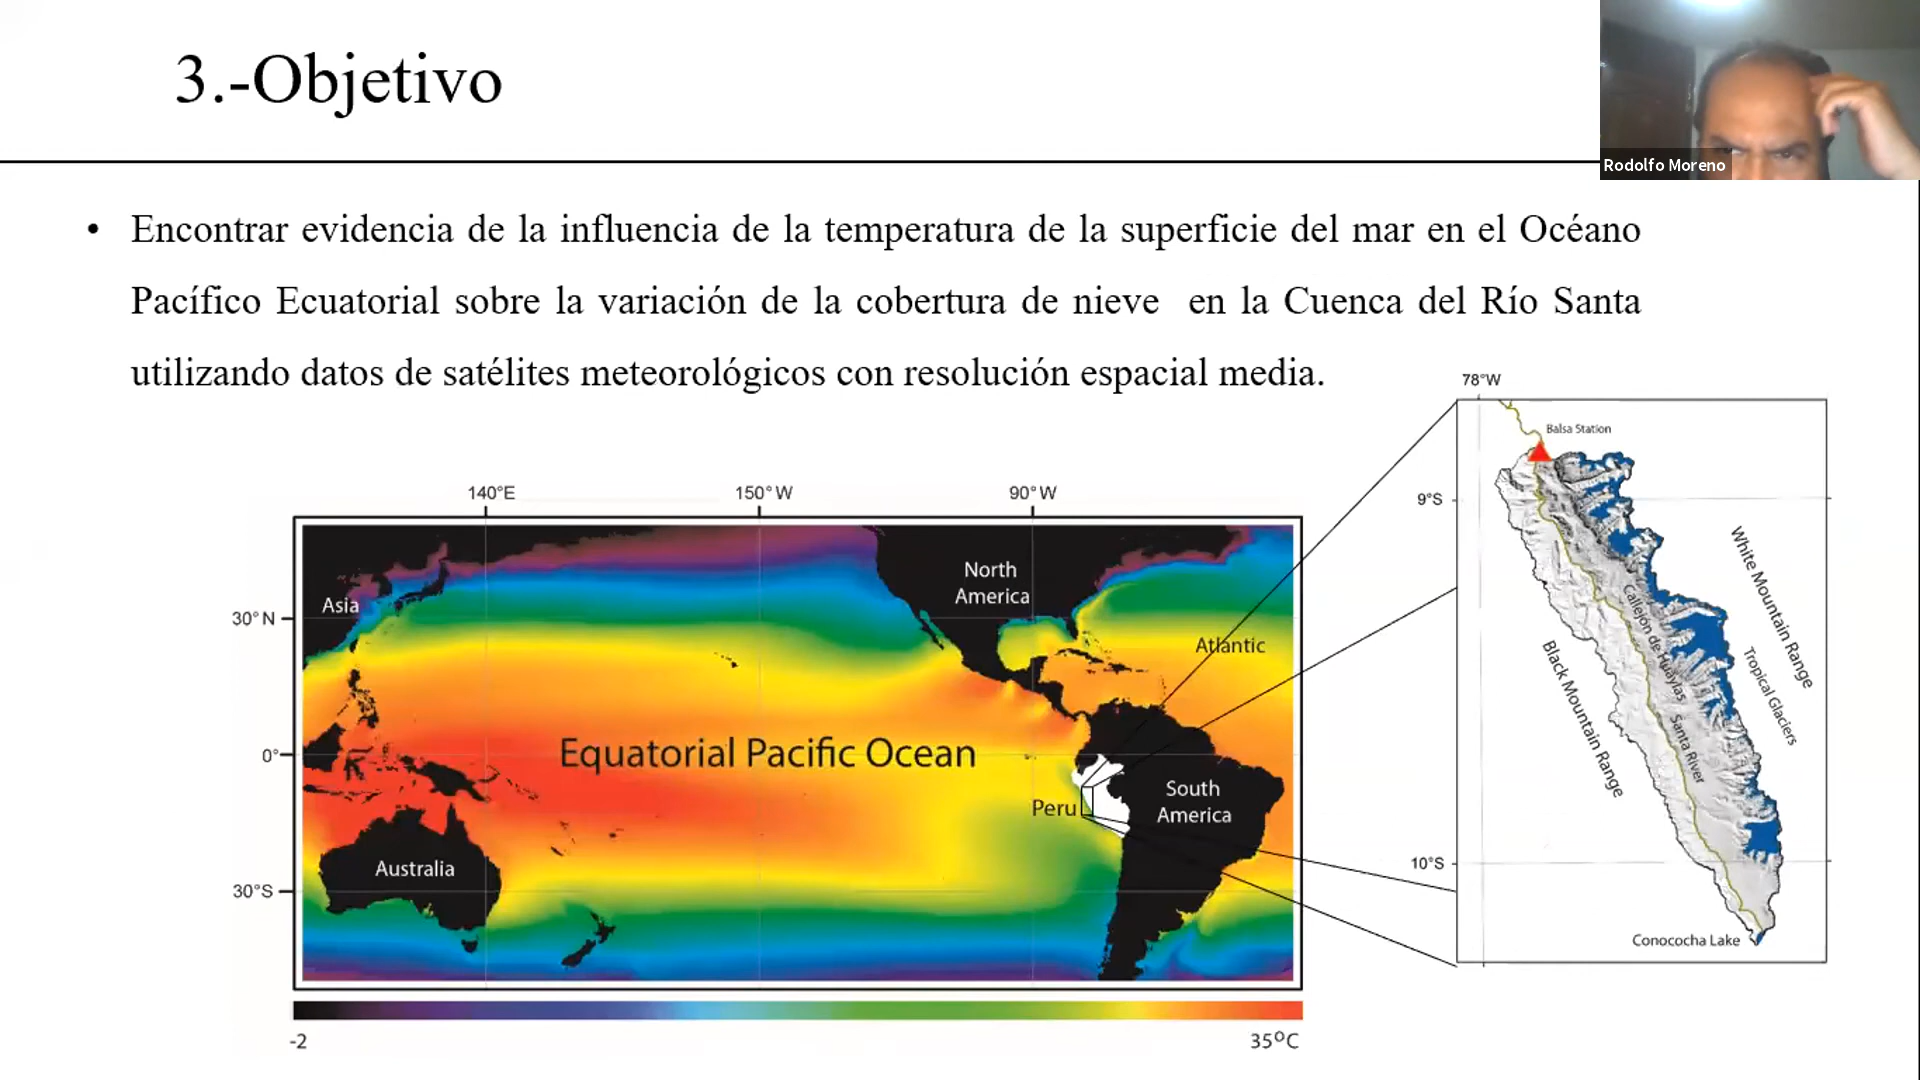 3.-Objetivo
Rodolfo Moreno
• Encontrar evidencia de la influencia de la temperatura de la superficie del mar en el Océano
Pacífico Ecuatorial sobre la variación de la cobertura de nieve en la Cuenca del Río Santa
utilizando datos de satélites meteorológicos con resolución espacial media.
140°E
150°W
90°W
30°N
0°
30°S
Asia
North
America
Atlantic
Equatorial Pacific Ocean
Peru
South
America
Australia
-2
35°C
78°W
9°S
10°S
Balsa Station
White Mountain Range
Tropical Glaciers
Callejón de Huaylas
Santa River
Black Mountain Range
Conococha Lake